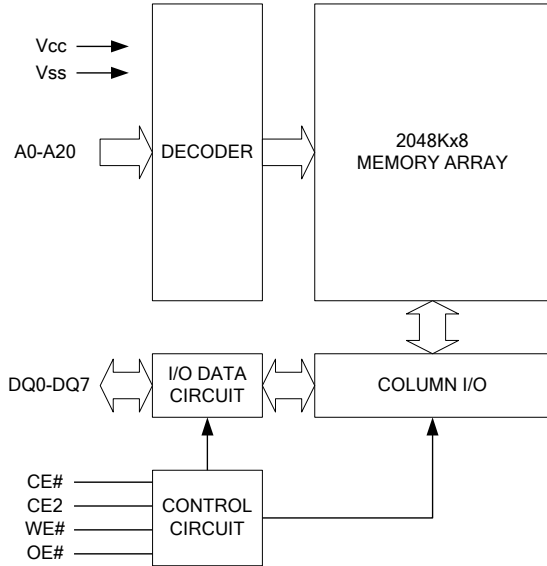 Vcc
Vss
A0-A20
DECODER
2048Kx8
MEMORY ARRAY
DQ0-DQ7
I/O DATA
CIRCUIT
COLUMN I/O
CE#
CE2
WE#
OE#
CONTROL
CIRCUIT